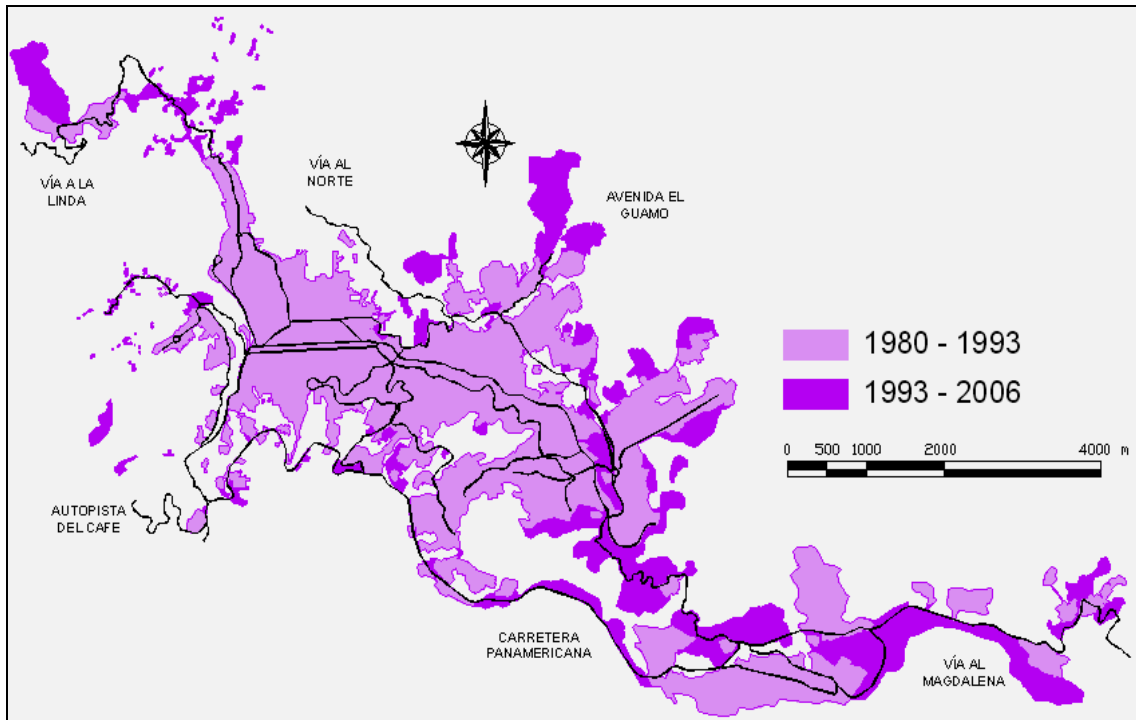 VÍA A LA
LINDA
VÍA AL
NORTE
AVENIDA EL
GUAMO
1980 - 1993
1993 - 2006
0 500 1000 2000 4000 m
AUTOPISTA
DEL CAFE
CARRETERA
PANAMERICANA
VÍA AL
MAGDALENA